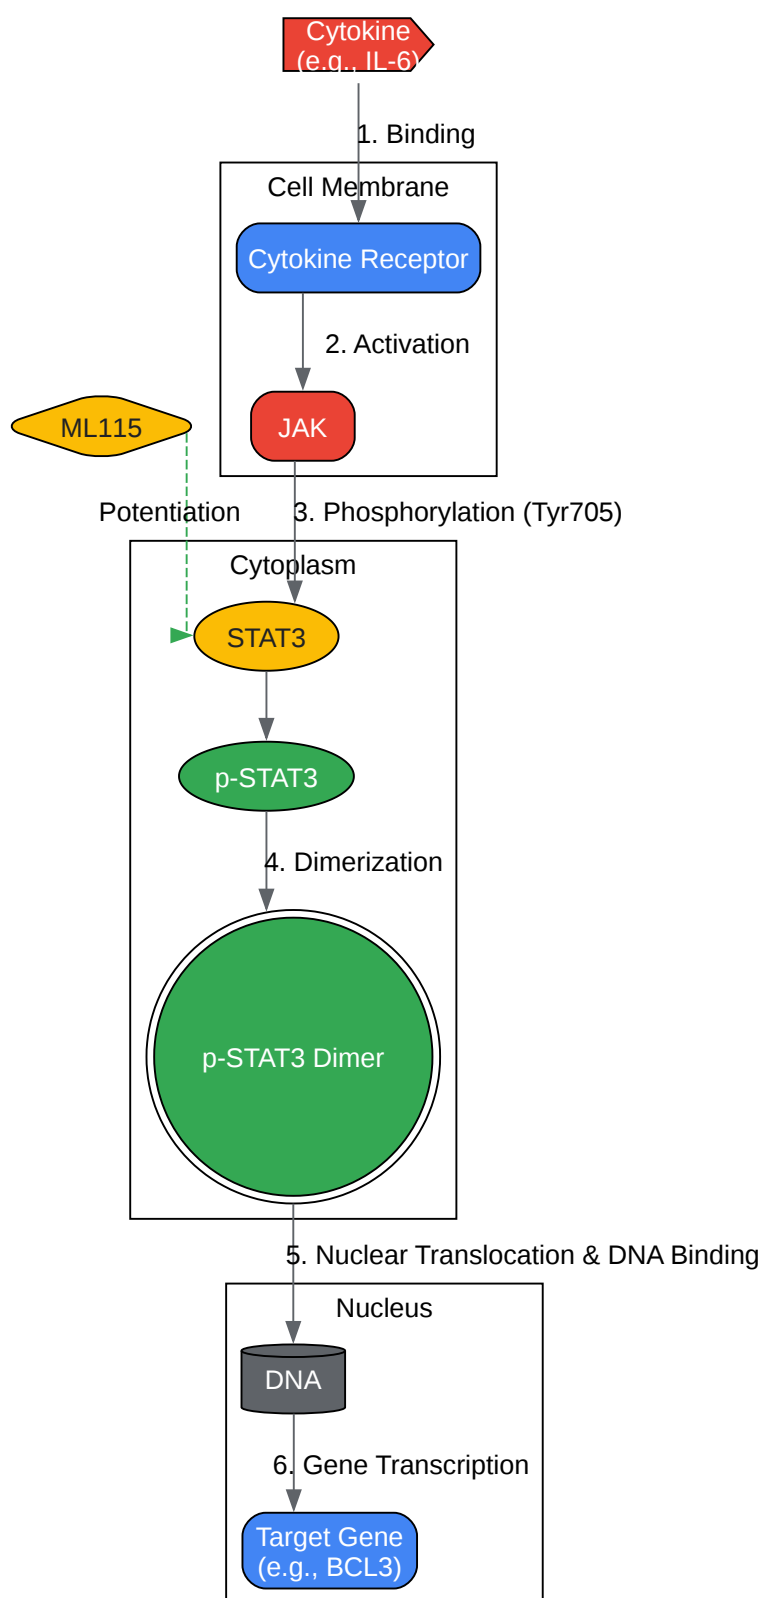 Cytokine
(e.g., IL-6)
1. Binding
Cell Membrane
Cytokine Receptor
2. Activation
ML115
JAK
Potentiation
3. Phosphorylation (Tyr705)
Cytoplasm
STAT3
p-STAT3
4. Dimerization
p-STAT3 Dimer
5. Nuclear Translocation & DNA Binding
Nucleus
DNA
6. Gene Transcription
Target Gene
(e.g., BCL3)